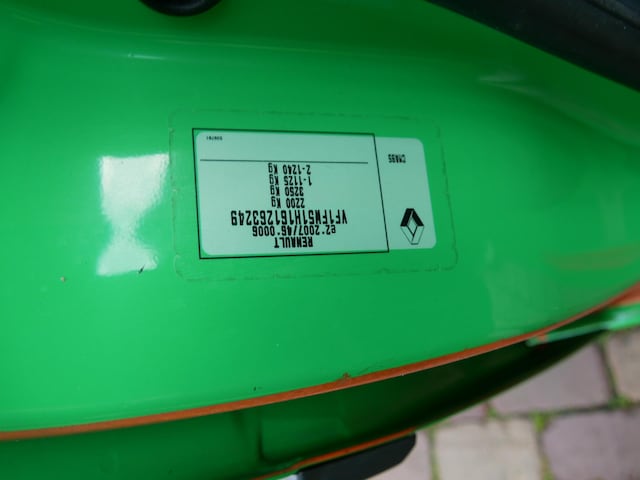 RENAULT
e2*2007/46*0006
VF1FW51H161263249
2200 Kg
3250 Kg
1-1125 Kg
2-1240 Kg